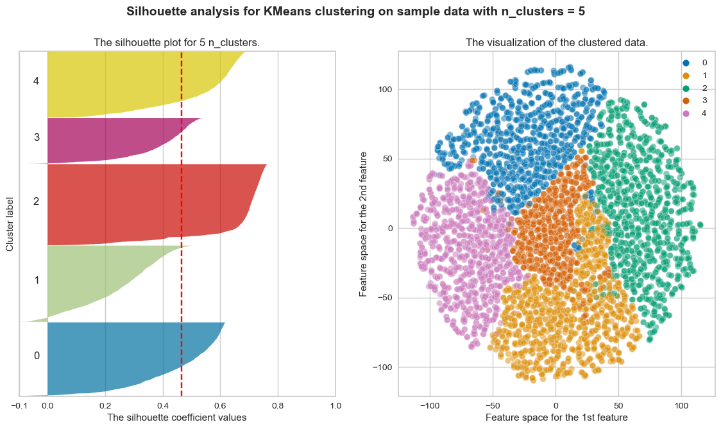 Silhouette analysis for KMeans clustering on sample data with n_clusters = 5
The silhouette plot for 5 n_clusters.
4
3
2
1
0
Cluster label
−0.1 0.0 0.2 0.4 0.6 0.8 1.0
The silhouette coefficient values
The visualization of the clustered data.
0
1
2
3
4
100
50
0
−50
−100
Feature space for the 2nd feature
−100 −50 0 50 100
Feature space for the 1st feature